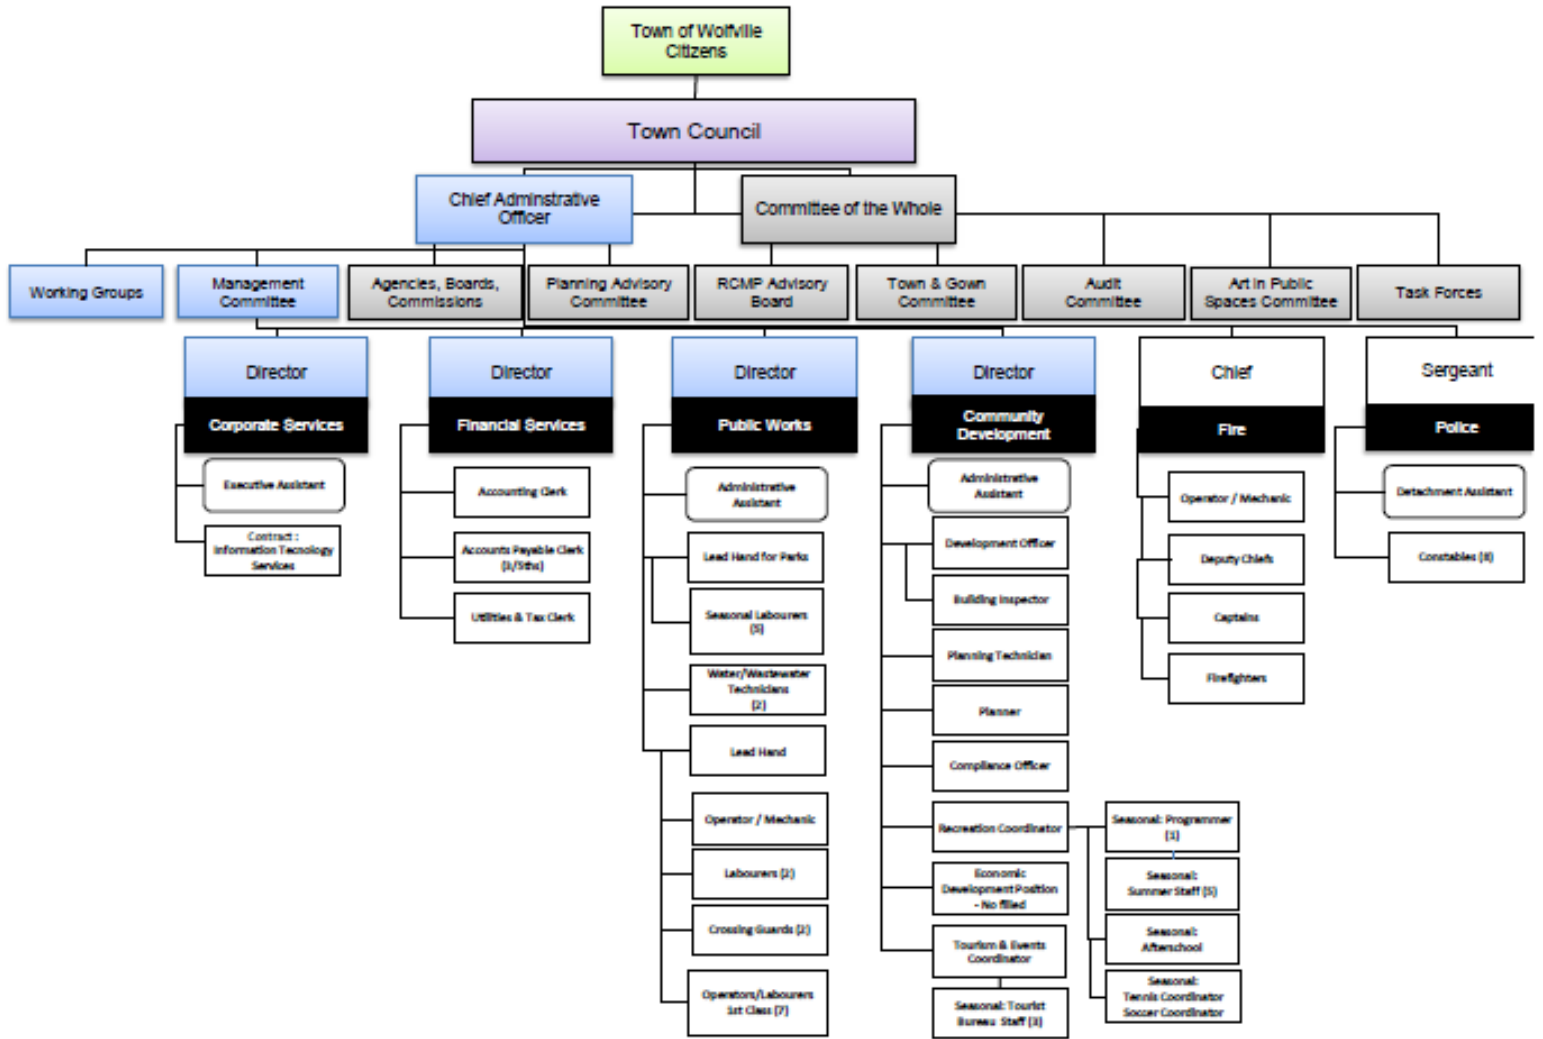 Town of Wolfville
Citizens
Town Council
Chief Adminstrative
Officer
Committee of the Whole
Working Groups
Management
Committee
Agencies, Boards,
Commissions
Planning Advisory
Committee
RCMP Advisory
Board
Town & Gown
Committee
Audit
Committee
Art in Public
Spaces Committee
Task Forces
Director
Corporate Services
Executive Assistant
Contract :
Information Tecnology
Services
Director
Financial Services
Accounting Clerk
Accounts Payable Clerk
(3/5ths)
Utilities & Tax Clerk
Director
Public Works
Administrative
Assistant
Lead Hand for Parks
Seasonal Labourers
(5)
Water/Wastewater
Technicians
(2)
Lead Hand
Operator / Mechanic
Labourers (2)
Crossing Guards (2)
Operators/Labourers
1st Class (7)
Director
Community
Development
Administrative
Assistant
Development Officer
Building Inspector
Planning Technician
Planner
Compliance Officer
Recreation Coordinator
Economic
Development Position
- No filled
Tourism & Events
Coordinator
Seasonal: Tourist
Bureau Staff (3)
Seasonal: Programmer
(1)
Seasonal:
Summer Staff (5)
Seasonal:
Afterschool
Seasonal:
Tennis Coordinator
Soccer Coordinator
Chief
Fire
Operator / Mechanic
Deputy Chiefs
Captains
Firefighters
Sergeant
Police
Detachment Assistant
Constables (8)